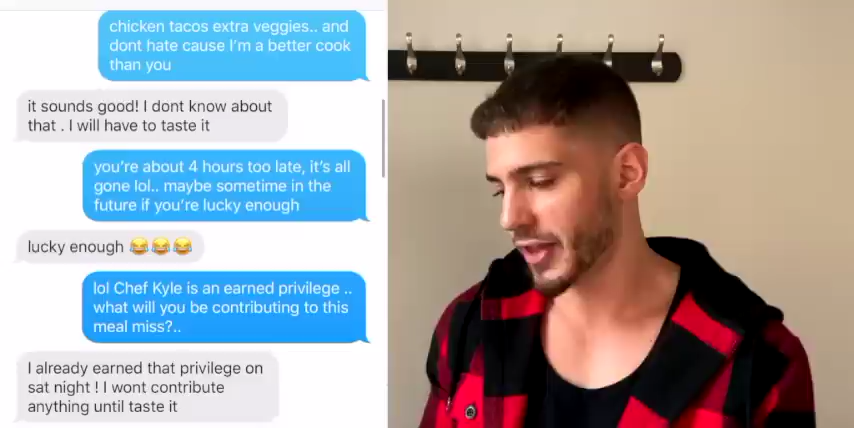 chicken tacos extra veggies.. and
dont hate cause I'm a better cook
than you
it sounds good! I dont know about
that . I will have to taste it
you're about 4 hours too late, it's all
gone lol.. maybe sometime in the
future if you're lucky enough
lucky enough 😂😂😂
lol Chef Kyle is an earned privilege ..
what will you be contributing to this
meal miss?..
I already earned that privilege on
sat night ! I wont contribute
anything until taste it